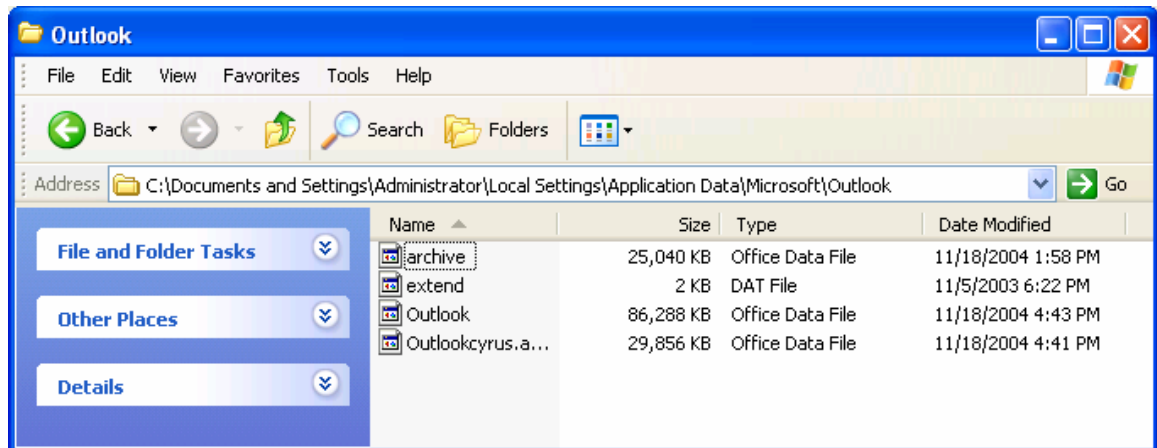 Outlook
File Edit View Favorites Tools Help
Back Search Folders
Address C:\Documents and Settings\Administrator\Local Settings\Application Data\Microsoft\Outlook Go
File and Folder Tasks
Other Places
Details
Name Size Type Date Modified
archive 25,040 KB Office Data File 11/18/2004 1:58 PM
extend 2 KB DAT File 11/5/2003 6:22 PM
Outlook 86,288 KB Office Data File 11/18/2004 4:43 PM
Outlookcyrus.a... 29,856 KB Office Data File 11/18/2004 4:41 PM